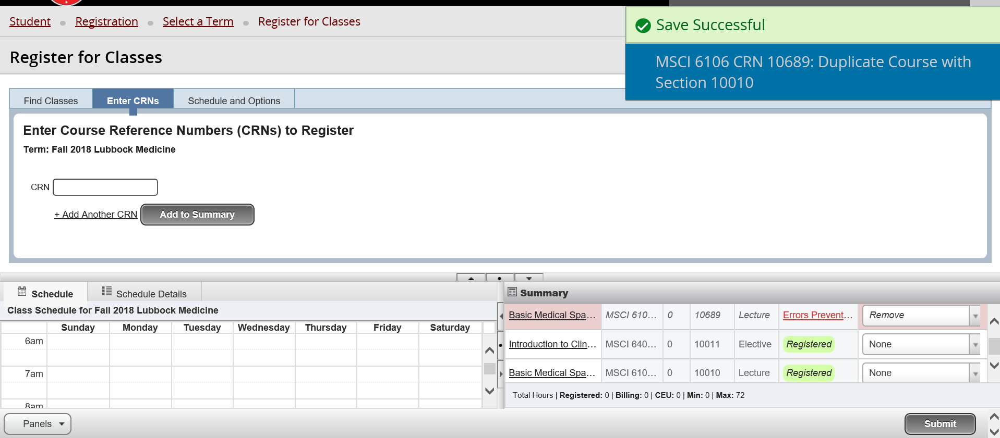 Student Registration Select a Term Register for Classes
Save Successful
Register for Classes
MSCI 6106 CRN 10689: Duplicate Course with
Section 10010
Find Classes Enter CRNs Schedule and Options
Enter Course Reference Numbers (CRNs) to Register
Term: Fall 2018 Lubbock Medicine
CRN
+ Add Another CRN Add to Summary
Schedule Schedule Details
Class Schedule for Fall 2018 Lubbock Medicine
Sunday Monday Tuesday Wednesday Thursday Friday Saturday
6am
7am
8am
Summary
Basic Medical Spa... MSCI 610... 0 10689 Lecture Errors Prevent... Remove
Introduction to Clin... MSCI 640... 0 10011 Elective Registered None
Basic Medical Spa... MSCI 610... 0 10010 Lecture Registered None
Total Hours | Registered: 0 | Billing: 0 | CEU: 0 | Min: 0 | Max: 72
Panels Submit